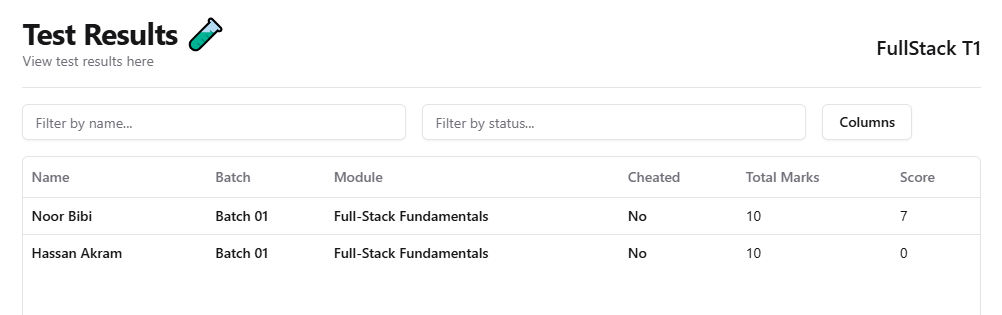 Test Results
View test results here
FullStack T1
Filter by name...
Filter by status...
Columns
Name Batch Module Cheated Total Marks Score
Noor Bibi Batch 01 Full-Stack Fundamentals No 10 7
Hassan Akram Batch 01 Full-Stack Fundamentals No 10 0